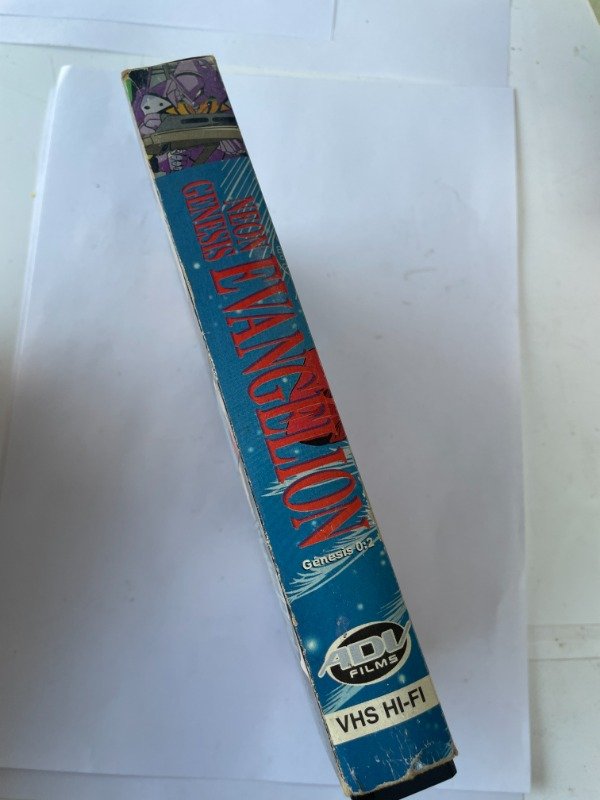 NEON
GENESIS
EVANGELION
Genesis 0:2
ADV
FILMS
VHS HI-FI